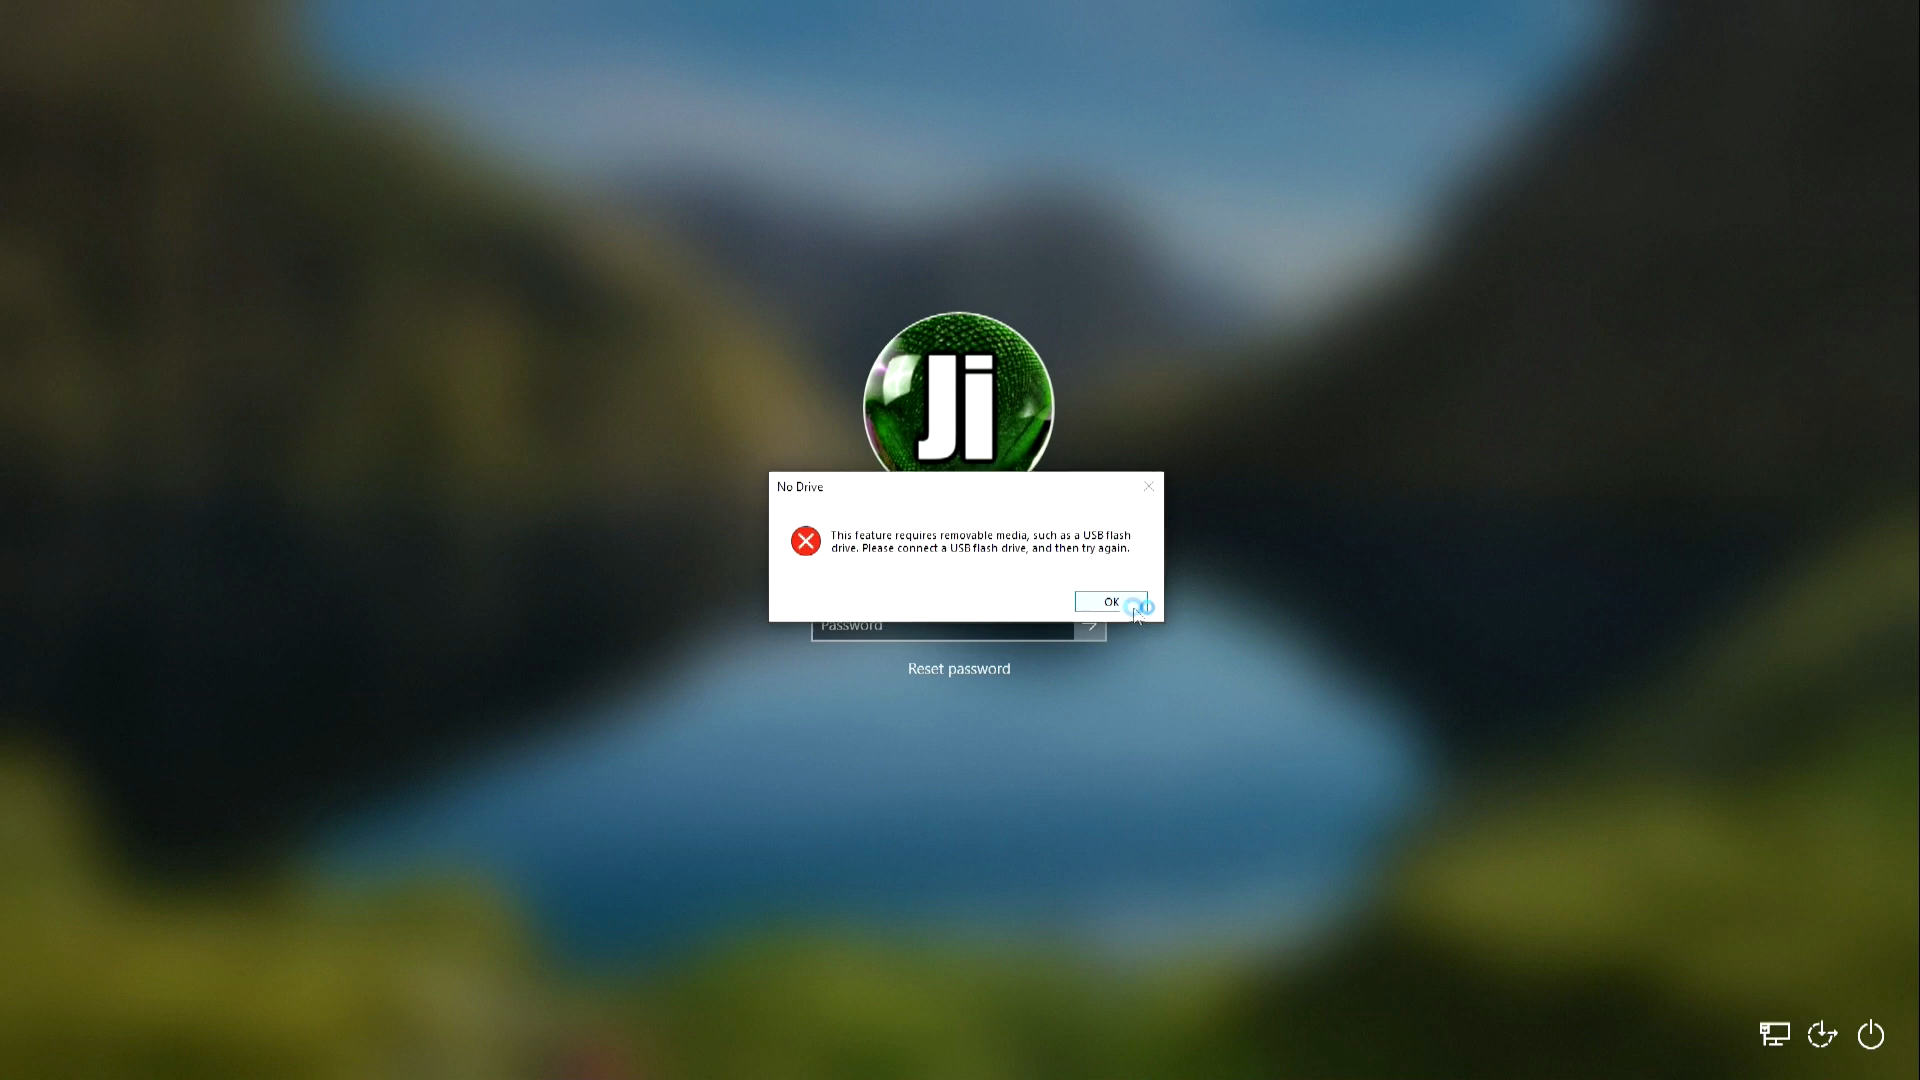 Ji
No Drive
This feature requires removable media, such as a USB flash
drive. Please connect a USB flash drive, and then try again.
OK
Password
Reset password